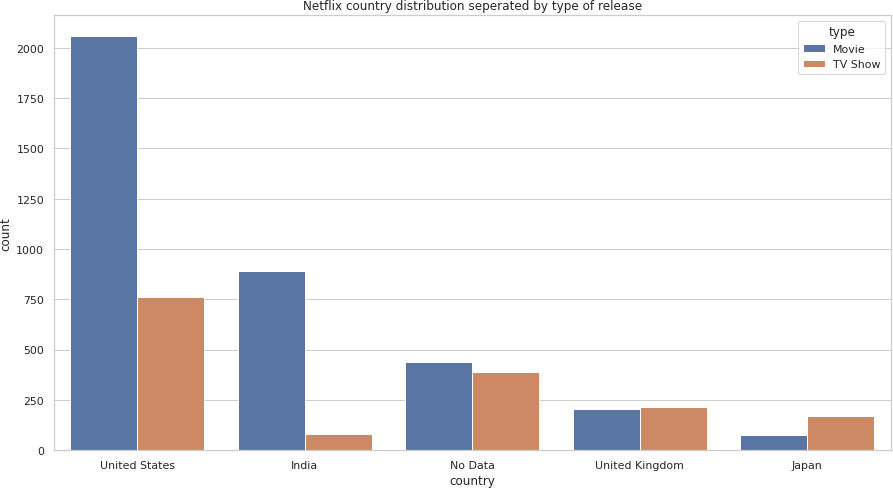 Netflix country distribution seperated by type of release
type
Movie
TV Show
2000
1750
1500
1250
1000
750
500
250
0
count
United States
India
No Data
United Kingdom
Japan
country